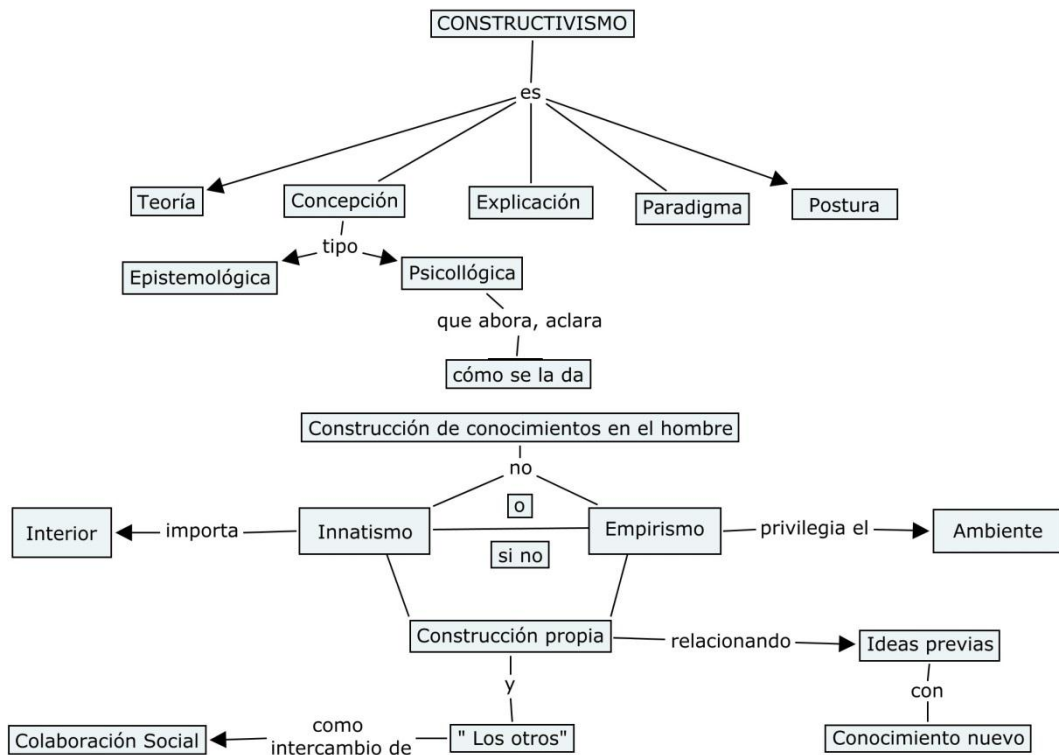 CONSTRUCTIVISMO
es
Teoría
Concepción
Explicación
Paradigma
Postura
tipo
Epistemológica
Psicollógica
que abora, aclara
cómo se la da
Construcción de conocimientos en el hombre
no
o
Interior
importa
Innatismo
Empirismo
privilegia el
Ambiente
si no
Construcción propia
relacionando
Ideas previas
y
con
Colaboración Social
como
intercambio de
" Los otros"
Conocimiento nuevo